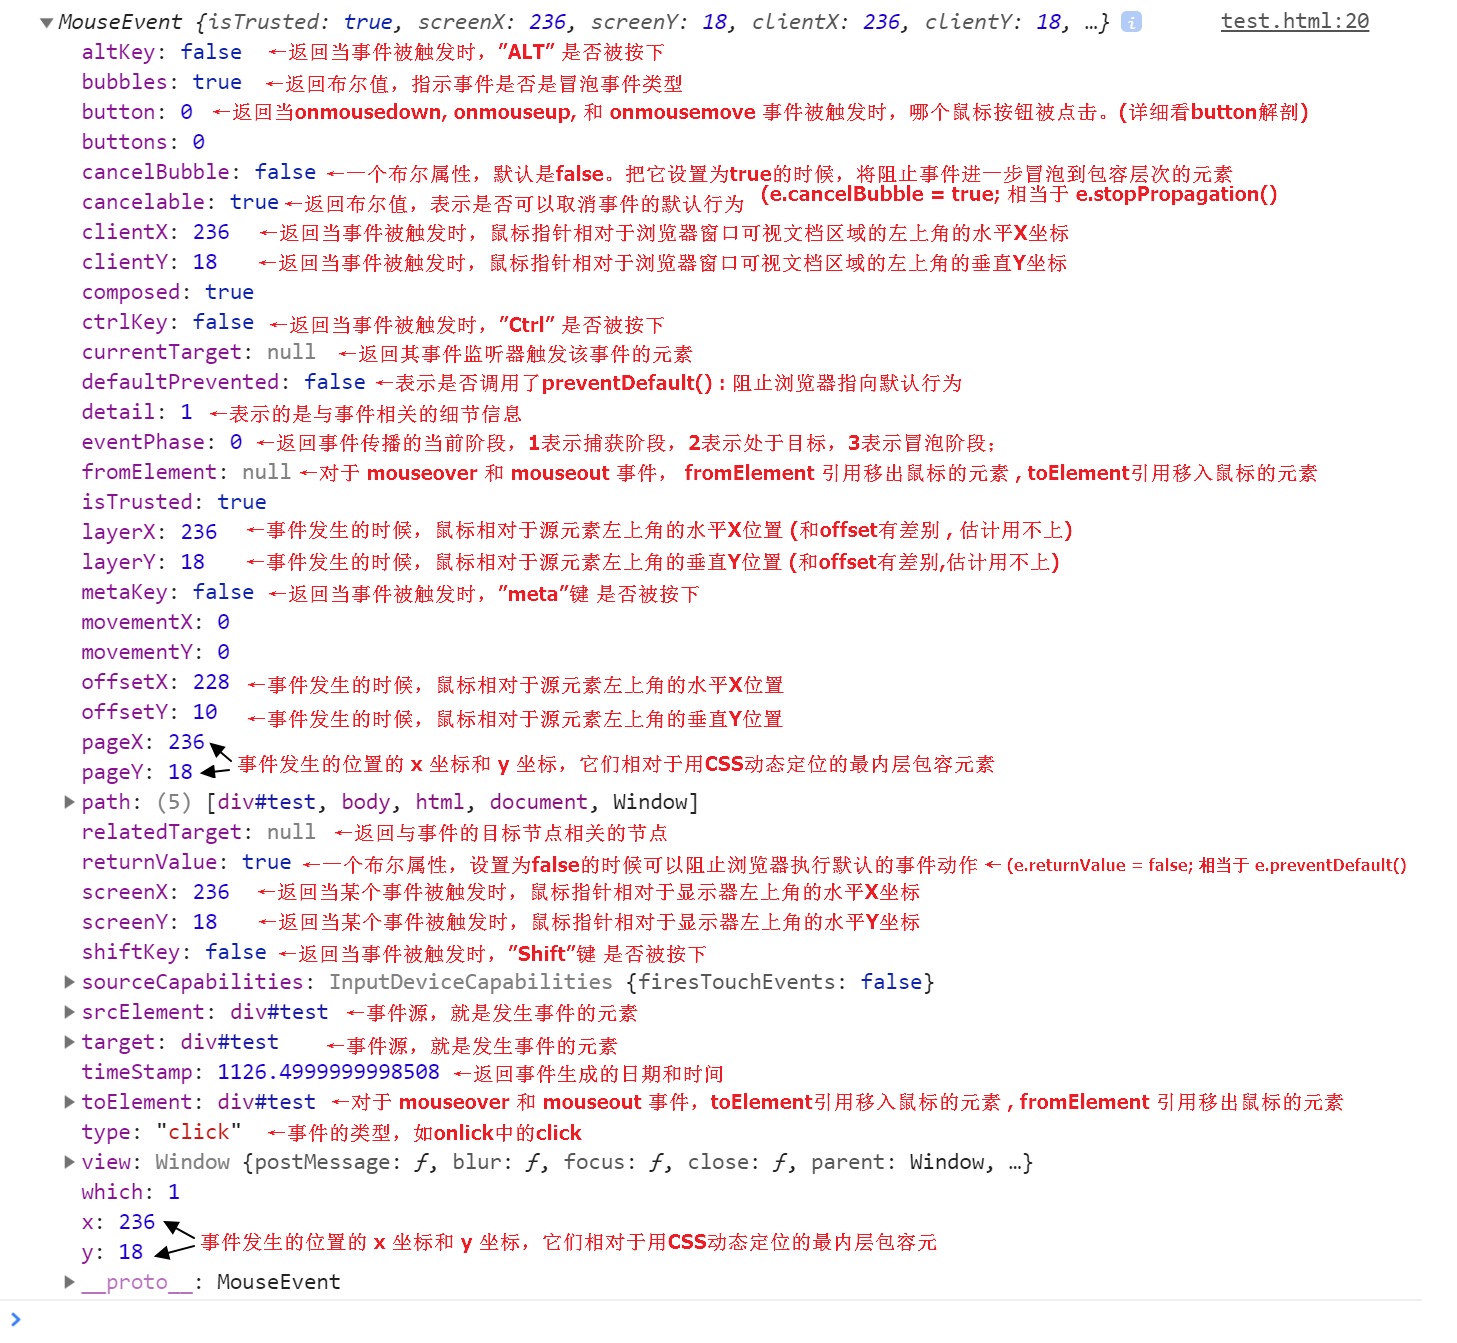 ▼MouseEvent {isTrusted: true, screenX: 236, screenY: 18, clientX: 236, clientY: 18, …} i test.html:20
altKey: false ←返回当事件被触发时，”ALT” 是否被按下
bubbles: true ←返回布尔值，指示事件是否是冒泡事件类型
button: 0 ←返回当onmousedown, onmouseup, 和 onmousemove 事件被触发时，哪个鼠标按钮被点击。(详细看button解剖)
buttons: 0
cancelBubble: false ←一个布尔属性，默认是false。把它设置为true的时候，将阻止事件进一步冒泡到包容层次的元素
(e.cancelBubble = true; 相当于 e.stopPropagation()
cancelable: true ←返回布尔值，表示是否可以取消事件的默认行为
clientX: 236 ←返回当事件被触发时，鼠标指针相对于浏览器窗口可视文档区域的左上角的水平X坐标
clientY: 18 ←返回当事件被触发时，鼠标指针相对于浏览器窗口可视文档区域的左上角的垂直Y坐标
composed: true
ctrlKey: false ←返回当事件被触发时，”Ctrl” 是否被按下
currentTarget: null ←返回其事件监听器触发该事件的元素
defaultPrevented: false ←表示是否调用了preventDefault() : 阻止浏览器指向默认行为
detail: 1 ←表示的是与事件相关的细节信息
eventPhase: 0 ←返回事件传播的当前阶段，1表示捕获阶段，2表示处于目标，3表示冒泡阶段；
fromElement: null ←对于 mouseover 和 mouseout 事件， fromElement 引用移出鼠标的元素 , toElement引用移入鼠标的元素
isTrusted: true
layerX: 236 ←事件发生的时候，鼠标相对于源元素左上角的水平X位置 (和offset有差别 , 估计用不上)
layerY: 18 ←事件发生的时候，鼠标相对于源元素左上角的垂直Y位置 (和offset有差别,估计用不上)
metaKey: false ←返回当事件被触发时，”meta”键 是否被按下
movementX: 0
movementY: 0
offsetX: 228 ←事件发生的时候，鼠标相对于源元素左上角的水平X位置
offsetY: 10 ←事件发生的时候，鼠标相对于源元素左上角的垂直Y位置
pageX: 236
事件发生的位置的 x 坐标和 y 坐标，它们相对于用CSS动态定位的最内层包容元素
pageY: 18
▶path: (5) [div#test, body, html, document, Window]
relatedTarget: null ←返回与事件的目标节点相关的节点
returnValue: true ←一个布尔属性，设置为false的时候可以阻止浏览器执行默认的事件动作 ← (e.returnValue = false; 相当于 e.preventDefault()
screenX: 236 ←返回当某个事件被触发时，鼠标指针相对于显示器左上角的水平X坐标
screenY: 18 ←返回当某个事件被触发时，鼠标指针相对于显示器左上角的水平Y坐标
shiftKey: false ←返回当事件被触发时，”Shift”键 是否被按下
▶sourceCapabilities: InputDeviceCapabilities {firesTouchEvents: false}
▶srcElement: div#test ←事件源，就是发生事件的元素
▶target: div#test ←事件源，就是发生事件的元素
timeStamp: 1126.4999999998508 ←返回事件生成的日期和时间
▶toElement: div#test ←对于 mouseover 和 mouseout 事件，toElement引用移入鼠标的元素 , fromElement 引用移出鼠标的元素
type: "click" ←事件的类型，如onlick中的click
▶view: Window {postMessage: ƒ, blur: ƒ, focus: ƒ, close: ƒ, parent: Window, …}
which: 1
x: 236
事件发生的位置的 x 坐标和 y 坐标，它们相对于用CSS动态定位的最内层包容元
y: 18
▶__proto__: MouseEvent